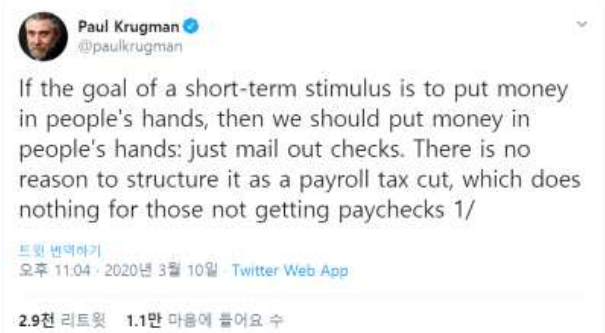 Paul Krugman
@paulkrugman
If the goal of a short-term stimulus is to put money
in people's hands, then we should put money in
people's hands: just mail out checks. There is no
reason to structure it as a payroll tax cut, which does
nothing for those not getting paychecks 1/
트윗 번역하기
오후 11:04 · 2020년 3월 10일 · Twitter Web App
2.9천 리트윗 1.1만 마음에 들어요 수